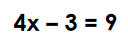 4x – 3 = 9